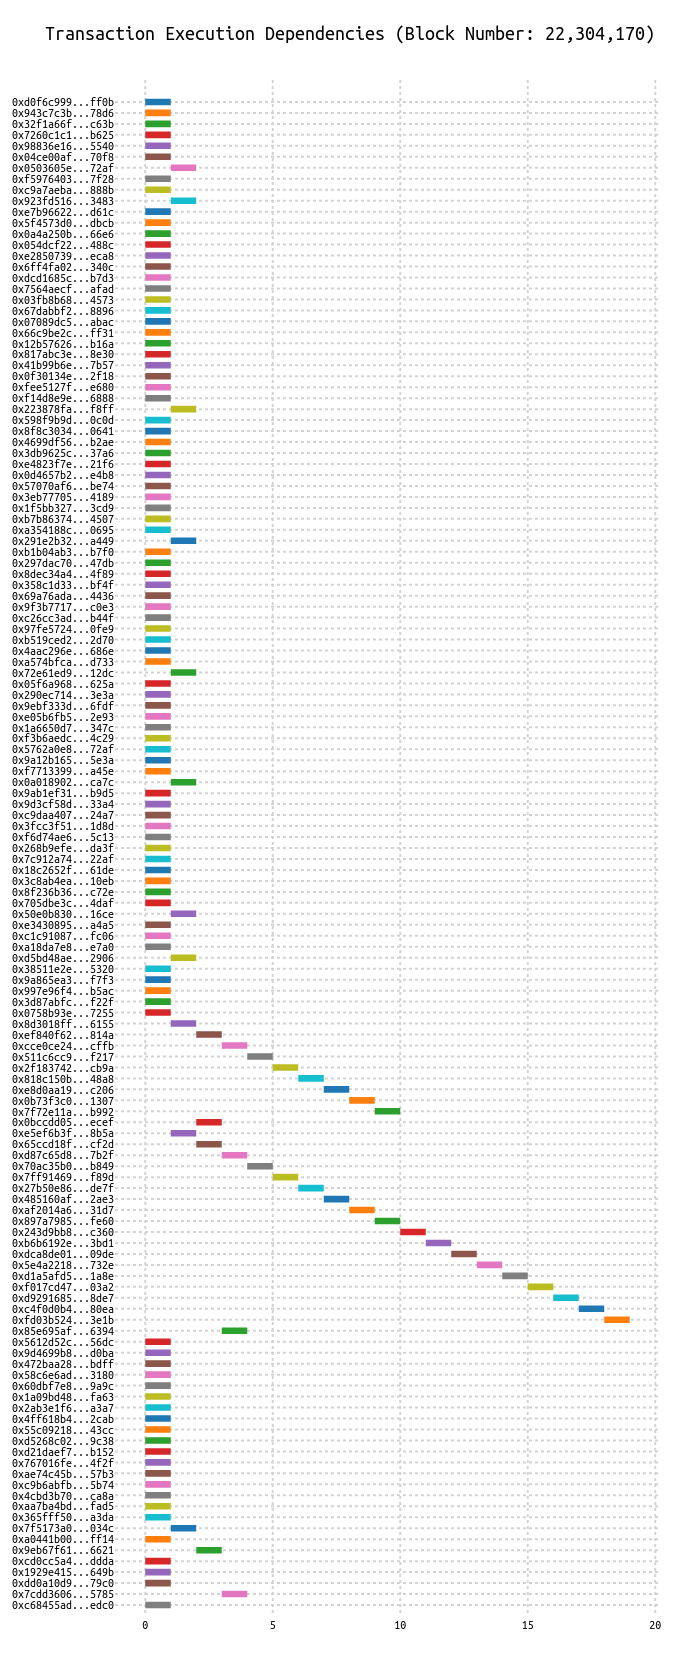 Transaction Execution Dependencies (Block Number: 22,304,170)
0xd0f6c999...ff0b
0x943c7c3b...78d6
0x32f1a66f...c63b
0x7260c1c1...b625
0x98836e16...5540
0x04ce00af...70f8
0x0503605e...72af
0xf5976403...7f28
0xc9a7aeba...888b
0x923fd516...3483
0xe7b96622...d61c
0x5f4573d0...dbcb
0x0a4a250b...66e6
0x054dcf22...488c
0xe2850739...eca8
0x6ff4fa02...340c
0xdcd1685c...b7d3
0x7564aecf...afad
0x03fb8b68...4573
0x67dabbf2...8896
0x07089dc5...abac
0x66c9be2c...ff31
0x12b57626...b16a
0x817abc3e...8e30
0x41b99b6e...7b57
0x0f30134e...2f18
0xfee5127f...e680
0xf14d8e9e...6888
0x223878fa...f8ff
0x598f9b9d...0c0d
0x8f8c3034...0641
0x4699df56...b2ae
0x3db9625c...37a6
0xe4823f7e...21f6
0x0d4657b2...e4b8
0x57070af6...be74
0x3eb77705...4189
0x1f5bb327...3cd9
0xb7b86374...4507
0xa354188c...0695
0x291e2b32...a449
0xb1b04ab3...b7f0
0x297dac70...47db
0x8dec34a4...4f89
0x358c1d33...bf4f
0x69a76ada...4436
0x9f3b7717...c0e3
0xc26cc3ad...b44f
0x97fe5724...0fe9
0xb519ced2...2d70
0x4aac296e...686e
0xa574bfca...d733
0x72e61ed9...12dc
0x05f6a968...625a
0x290ec714...3e3a
0x9ebf333d...6fdf
0xe05b6fb5...2e93
0x1a6650d7...347c
0xf3b6aedc...4c29
0x5762a0e8...72af
0x9a12b165...5e3a
0xf7713399...a45e
0x0a018902...ca7c
0x9ab1ef31...b9d5
0x9d3cf58d...33a4
0xc9daa407...24a7
0x3fcc3f51...1d8d
0xf6d74ae6...5c13
0x268b9efe...da3f
0x7c912a74...22af
0x18c2652f...61de
0x3c8ab4ea...10eb
0x8f236b36...c72e
0x705dbe3c...4daf
0x50e0b830...16ce
0xe3430895...a4a5
0xc1c91087...fc06
0xa18da7e8...e7a0
0xd5bd48ae...2906
0x38511e2e...5320
0x9a865ea3...f7f3
0x997e96f4...b5ac
0x3d87abfc...f22f
0x0758b93e...7255
0x8d3018ff...6155
0xef840f62...814a
0xcce0ce24...cffb
0x511c6cc9...f217
0x2f183742...cb9a
0x818c150b...48a8
0xe8d0aa19...c206
0x0b73f3c0...1307
0x7f72e11a...b992
0x0bccdd05...ecef
0xe5ef6b3f...8b5a
0x65ccd18f...cf2d
0xd87c65d8...7b2f
0x70ac35b0...b849
0x7ff91469...f89d
0x27b50e86...de7f
0x485160af...2ae3
0xaf2014a6...31d7
0x897a7985...fe60
0x243d9bb8...c360
0xb6b6192e...3bd1
0xdca8de01...09de
0x5e4a2218...732e
0xd1a5afd5...1a8e
0xf017cd47...03a2
0xd9291685...8de7
0xc4f0d0b4...80ea
0xfd03b524...3e1b
0x85e695af...6394
0x5612d52c...56dc
0x9d4699b8...d0ba
0x472baa28...bdff
0x58c6e6ad...3180
0x60dbf7e8...9a9c
0x1a09bd48...fa63
0x2ab3e1f6...a3a7
0x4ff618b4...2cab
0x55c09218...43cc
0xd5268c02...9c38
0xd21daef7...b152
0x767016fe...4f2f
0xae74c45b...57b3
0xc9b6abfb...5b74
0x4cbd3b70...ca8a
0xaa7ba4bd...fad5
0x365fff50...a3da
0x7f5173a0...034c
0xa0441b00...ff14
0x9eb67f61...6621
0xcd0cc5a4...ddda
0x1929e415...649b
0xdd0a10d9...79c0
0x7cdd3606...5785
0xc68455ad...edc0
0 5 10 15 20